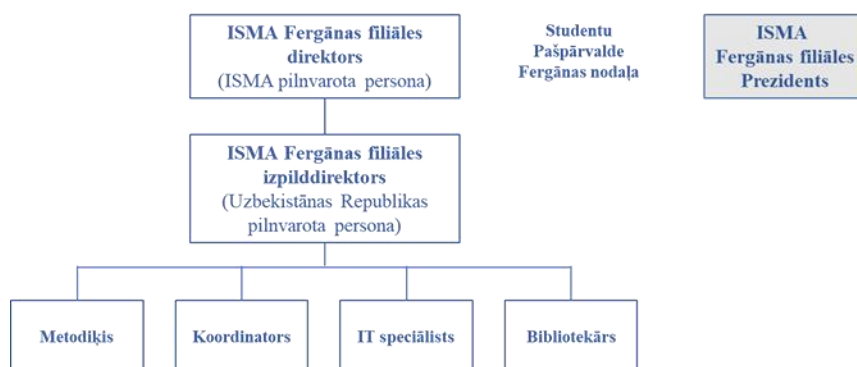 ISMA Fergānas filiāles
direktors
(ISMA pilnvarota persona)
Studentu
Pašpārvalde
Fergānas nodaļa
ISMA
Fergānas filiāles
Prezidents
ISMA Fergānas filiāles
izpilddirektors
(Uzbekistānas Republikas
pilnvarota persona)
Metodiķis
Koordinators
IT speciālists
Bibliotekārs